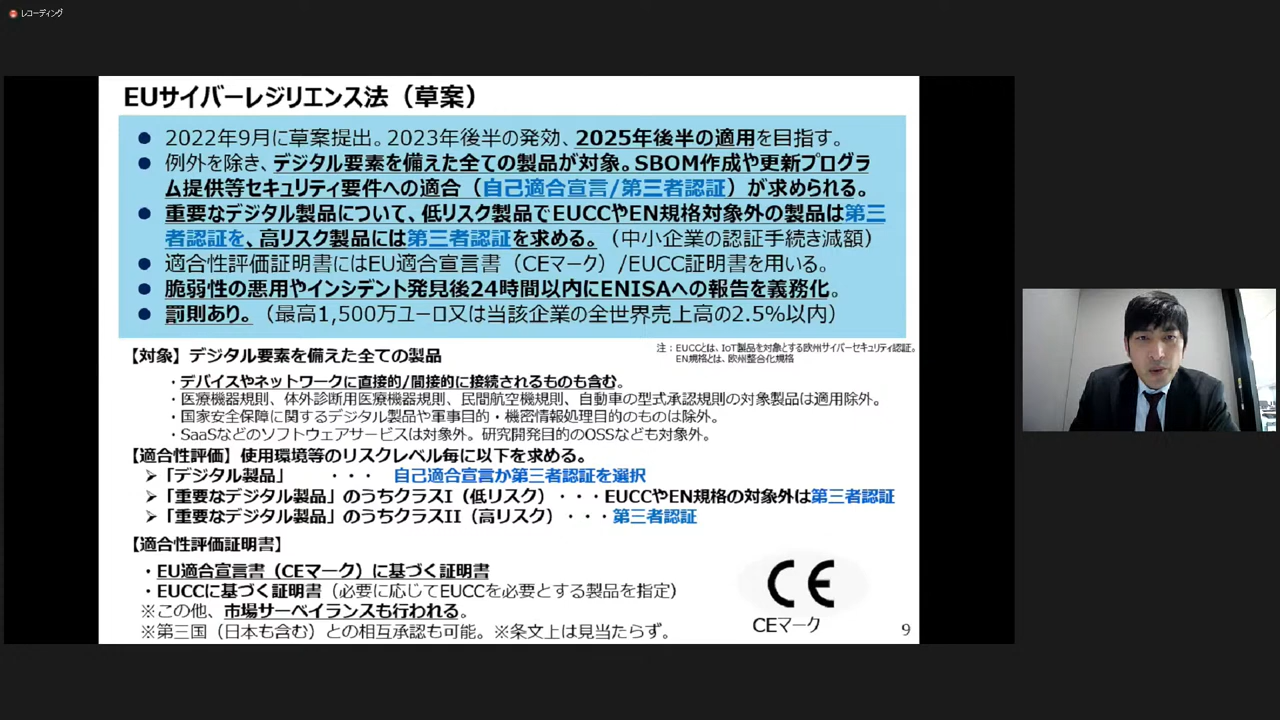 レコーディング
EUサイバーレジリエンス法（草案）
● 2022年9月に草案提出。2023年後半の発効、2025年後半の適用を目指す。
● 例外を除き、デジタル要素を備えた全ての製品が対象。SBOM作成や更新プログラ
ム提供等セキュリティ要件への適合（自己適合宣言/第三者認証）が求められる。
● 重要なデジタル製品について、低リスク製品でEUCCやEN規格対象外の製品は第三
者認証を、高リスク製品には第三者認証を求める。（中小企業の認証手続き減額）
● 適合性評価証明書にはEU適合宣言書（CEマーク）/EUCC証明書を用いる。
● 脆弱性の悪用やインシデント発見後24時間以内にENISAへの報告を義務化。
● 罰則あり。（最高1,500万ユーロ又は当該企業の全世界売上高の2.5%以内）
注：EUCCとは、IoT製品を対象とする欧州サイバーセキュリティ認証。
EN規格とは、欧州整合化規格
【対象】デジタル要素を備えた全ての製品
・デバイスやネットワークに直接的/間接的に接続されるものも含む。
・医療機器規則、体外診断用医療機器規則、民間航空機規則、自動車の型式承認規則の対象製品は適用除外。
・国家安全保障に関するデジタル製品や軍事目的・機密情報処理目的のものは除外。
・SaaSなどのソフトウェアサービスは対象外。研究開発目的のOSSなども対象外。
【適合性評価】使用環境等のリスクレベル毎に以下を求める。
➢「デジタル製品」 ・・・ 自己適合宣言か第三者認証を選択
➢「重要なデジタル製品」のうちクラスI（低リスク）・・・EUCCやEN規格の対象外は第三者認証
➢「重要なデジタル製品」のうちクラスII（高リスク）・・・第三者認証
【適合性評価証明書】
・EU適合宣言書（CEマーク）に基づく証明書
・EUCCに基づく証明書（必要に応じてEUCCを必要とする製品を指定）
※この他、市場サーベイランスも行われる。
※第三国（日本も含む）との相互承認も可能。※条文上は見当たらず。
CE
CEマーク
9